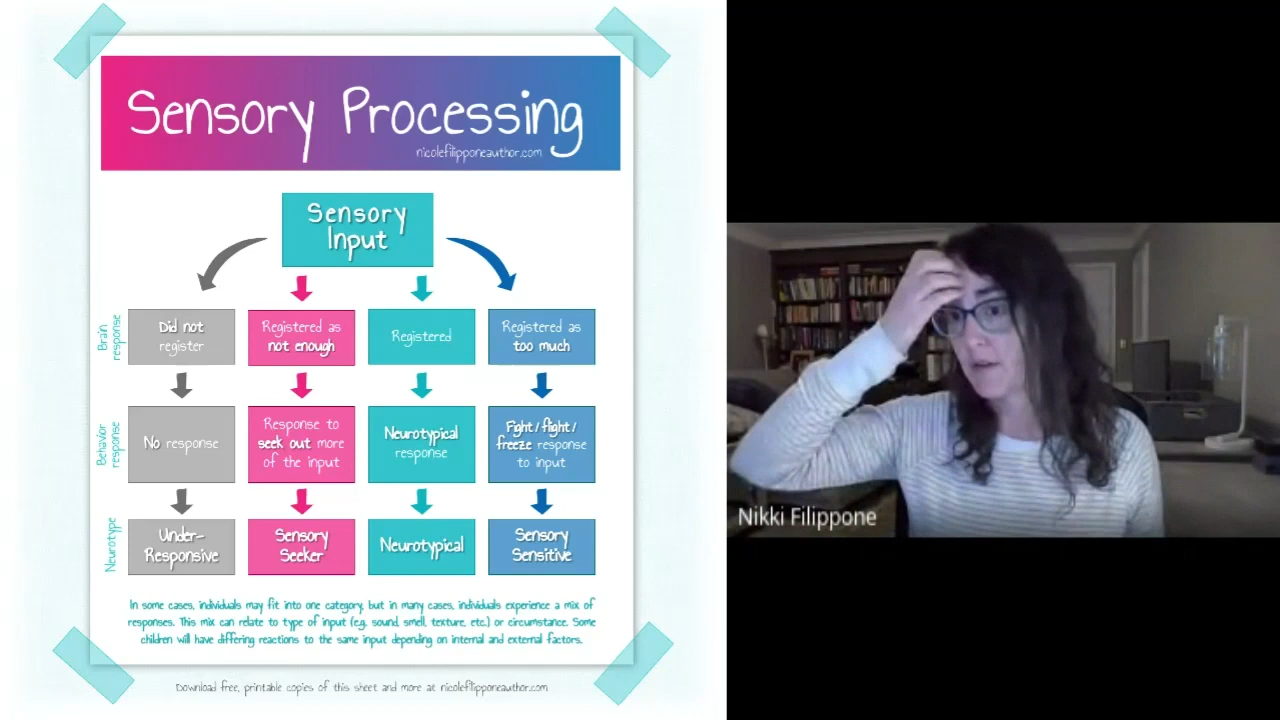 Sensory Processing
nicolefilipponeauthor.com
Sensory
Input
Brain
response
Did not
register
Registered as
not enough
Registered
Registered as
too much
Behavior
response
No response
Response to
seek out more
of the input
Neurotypical
response
Fight/flight/
freeze response
to input
Neurotype
Under-
Responsive
Sensory
Seeker
Neurotypical
Sensory
Sensitive
In some cases, individuals may fit into one category, but in many cases, individuals experience a mix of
responses. This mix can relate to type of input (e.g. sound, smell, texture, etc.) or circumstance. Some
children will have differing reactions to the same input depending on internal and external factors.
Download free, printable copies of this sheet and more at nicolefilipponeauthor.com
Nikki Filippone